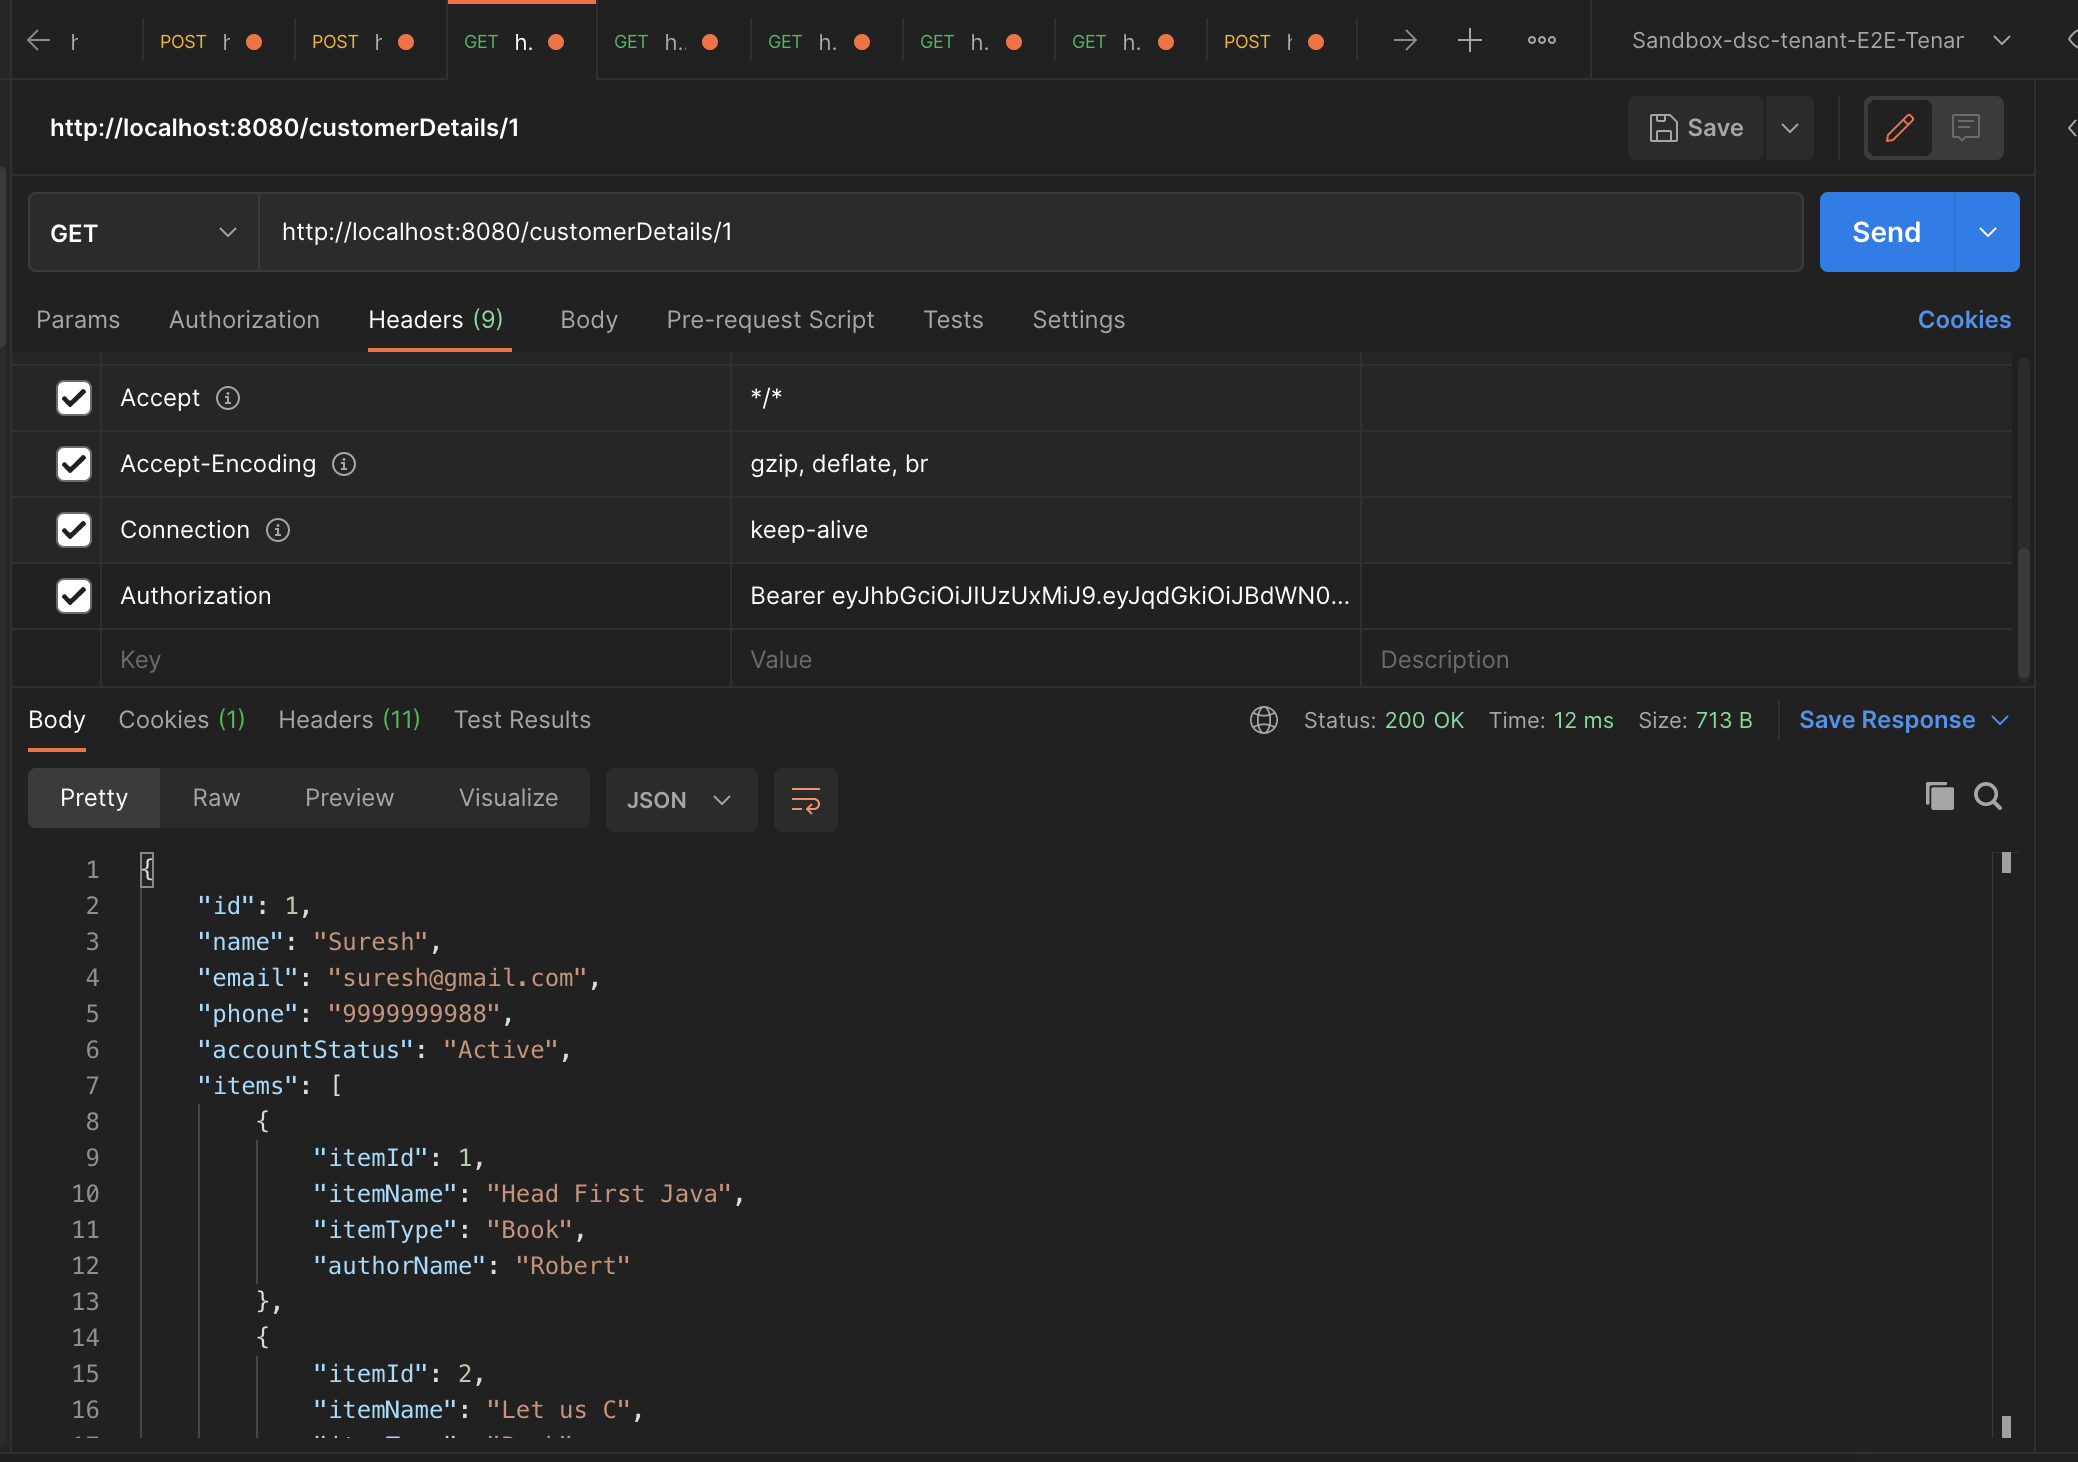 POST
POST
GET h.
GET h..
GET h.
GET h.
GET h.
POST
Sandbox-dsc-tenant-E2E-Tenar
http://localhost:8080/customerDetails/1
Save
GET
http://localhost:8080/customerDetails/1
Send
Params Authorization Headers (9) Body Pre-request Script Tests Settings Cookies
Accept */*
Accept-Encoding gzip, deflate, br
Connection keep-alive
Authorization Bearer eyJhbGciOiJIUzUxMiJ9.eyJqdGkiOiJBdWN0...
Key Value Description
Body Cookies (1) Headers (11) Test Results Status: 200 OK Time: 12 ms Size: 713 B Save Response
Pretty Raw Preview Visualize JSON
1 {
2 "id": 1,
3 "name": "Suresh",
4 "email": "suresh@gmail.com",
5 "phone": "9999999988",
6 "accountStatus": "Active",
7 "items": [
8 {
9 "itemId": 1,
10 "itemName": "Head First Java",
11 "itemType": "Book",
12 "authorName": "Robert"
13 },
14 {
15 "itemId": 2,
16 "itemName": "Let us C",